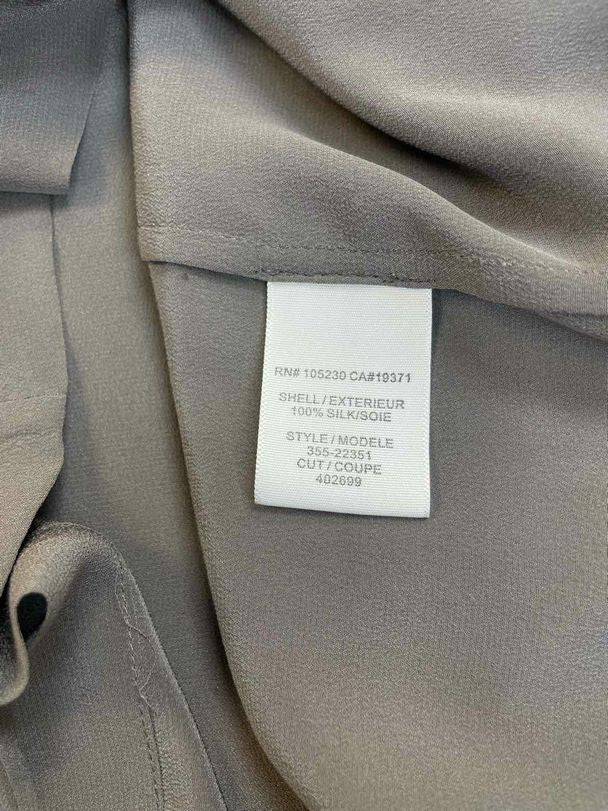 RN# 105230 CA#19371
SHELL / EXTERIEUR
100% SILK/SOIE
STYLE / MODELE
355-22351
CUT / COUPE
402699